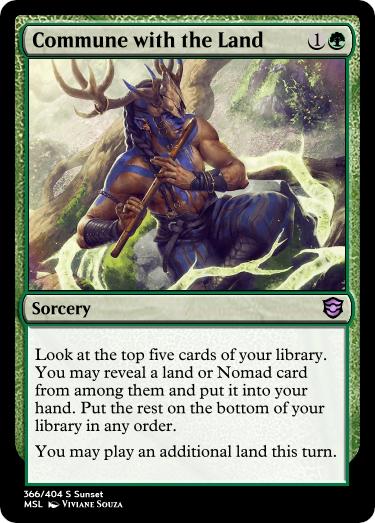 Commune with the Land 1
Sorcery
Look at the top five cards of your library.
You may reveal a land or Nomad card
from among them and put it into your
hand. Put the rest on the bottom of your
library in any order.
You may play an additional land this turn.
366/404 S Sunset
MSL Viviane Souza